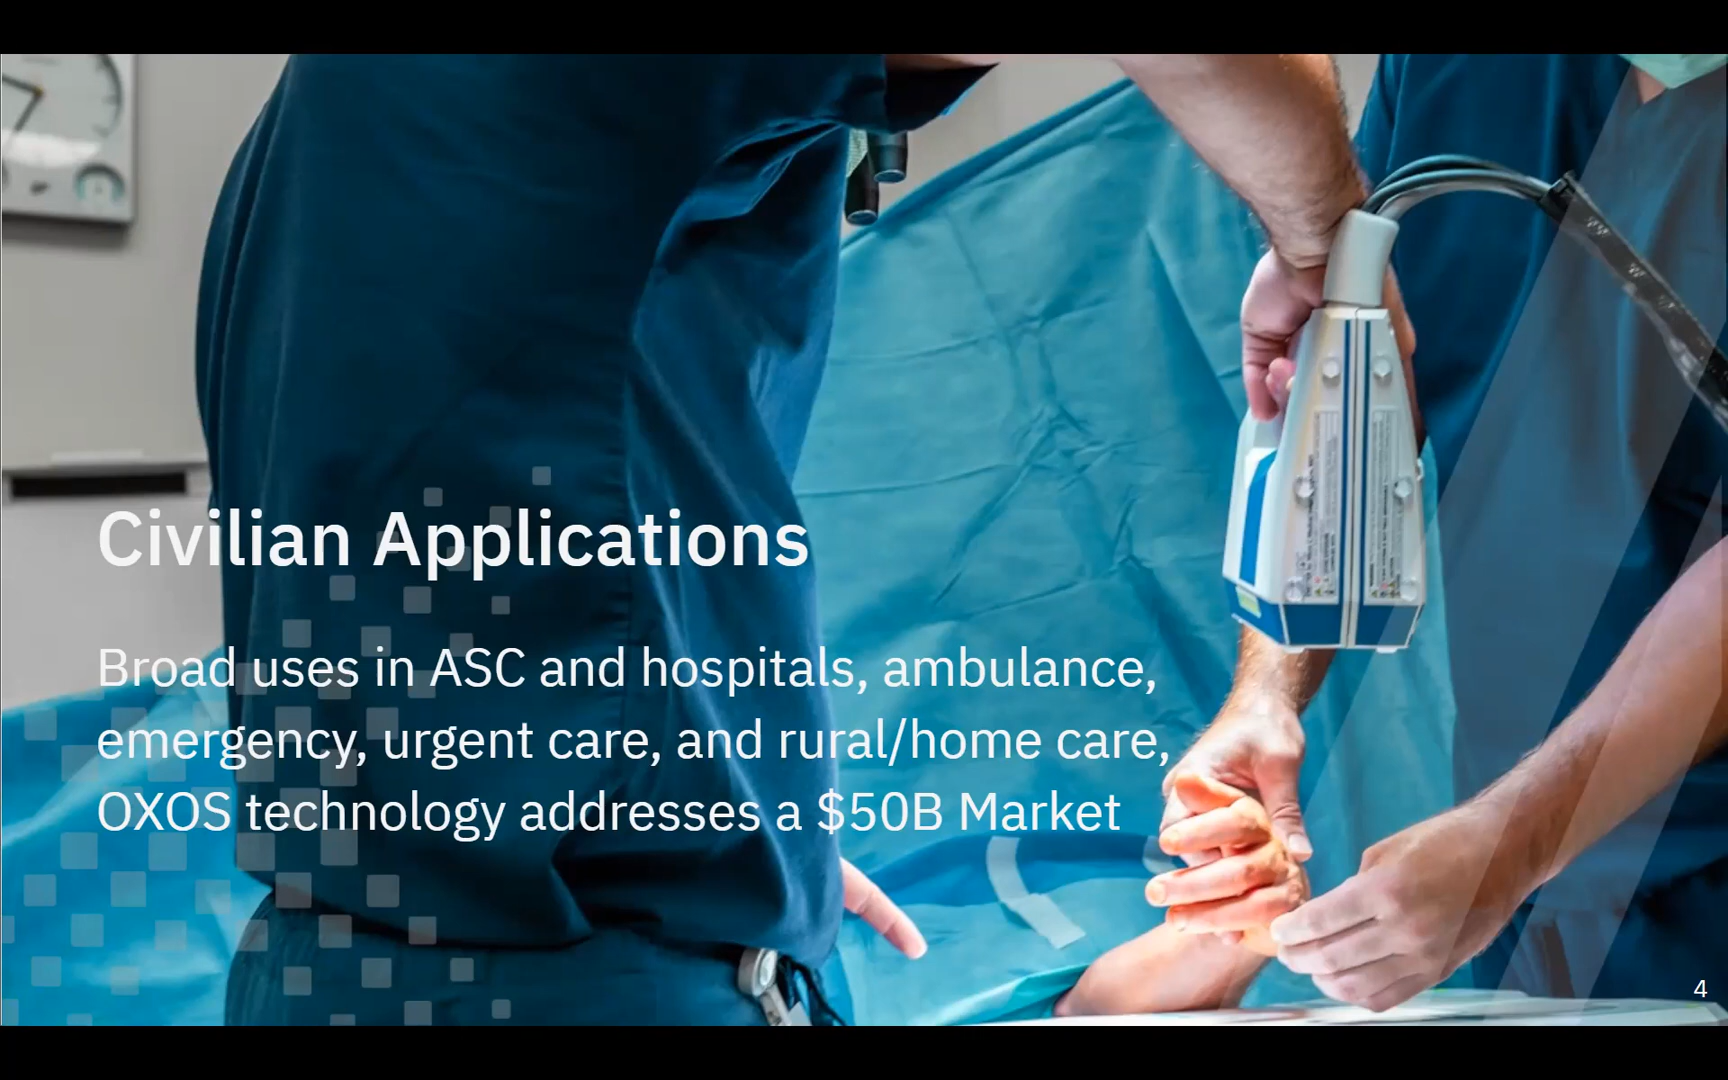 Civilian Applications
Broad uses in ASC and hospitals, ambulance,
emergency, urgent care, and rural/home care,
OXOS technology addresses a $50B Market
4